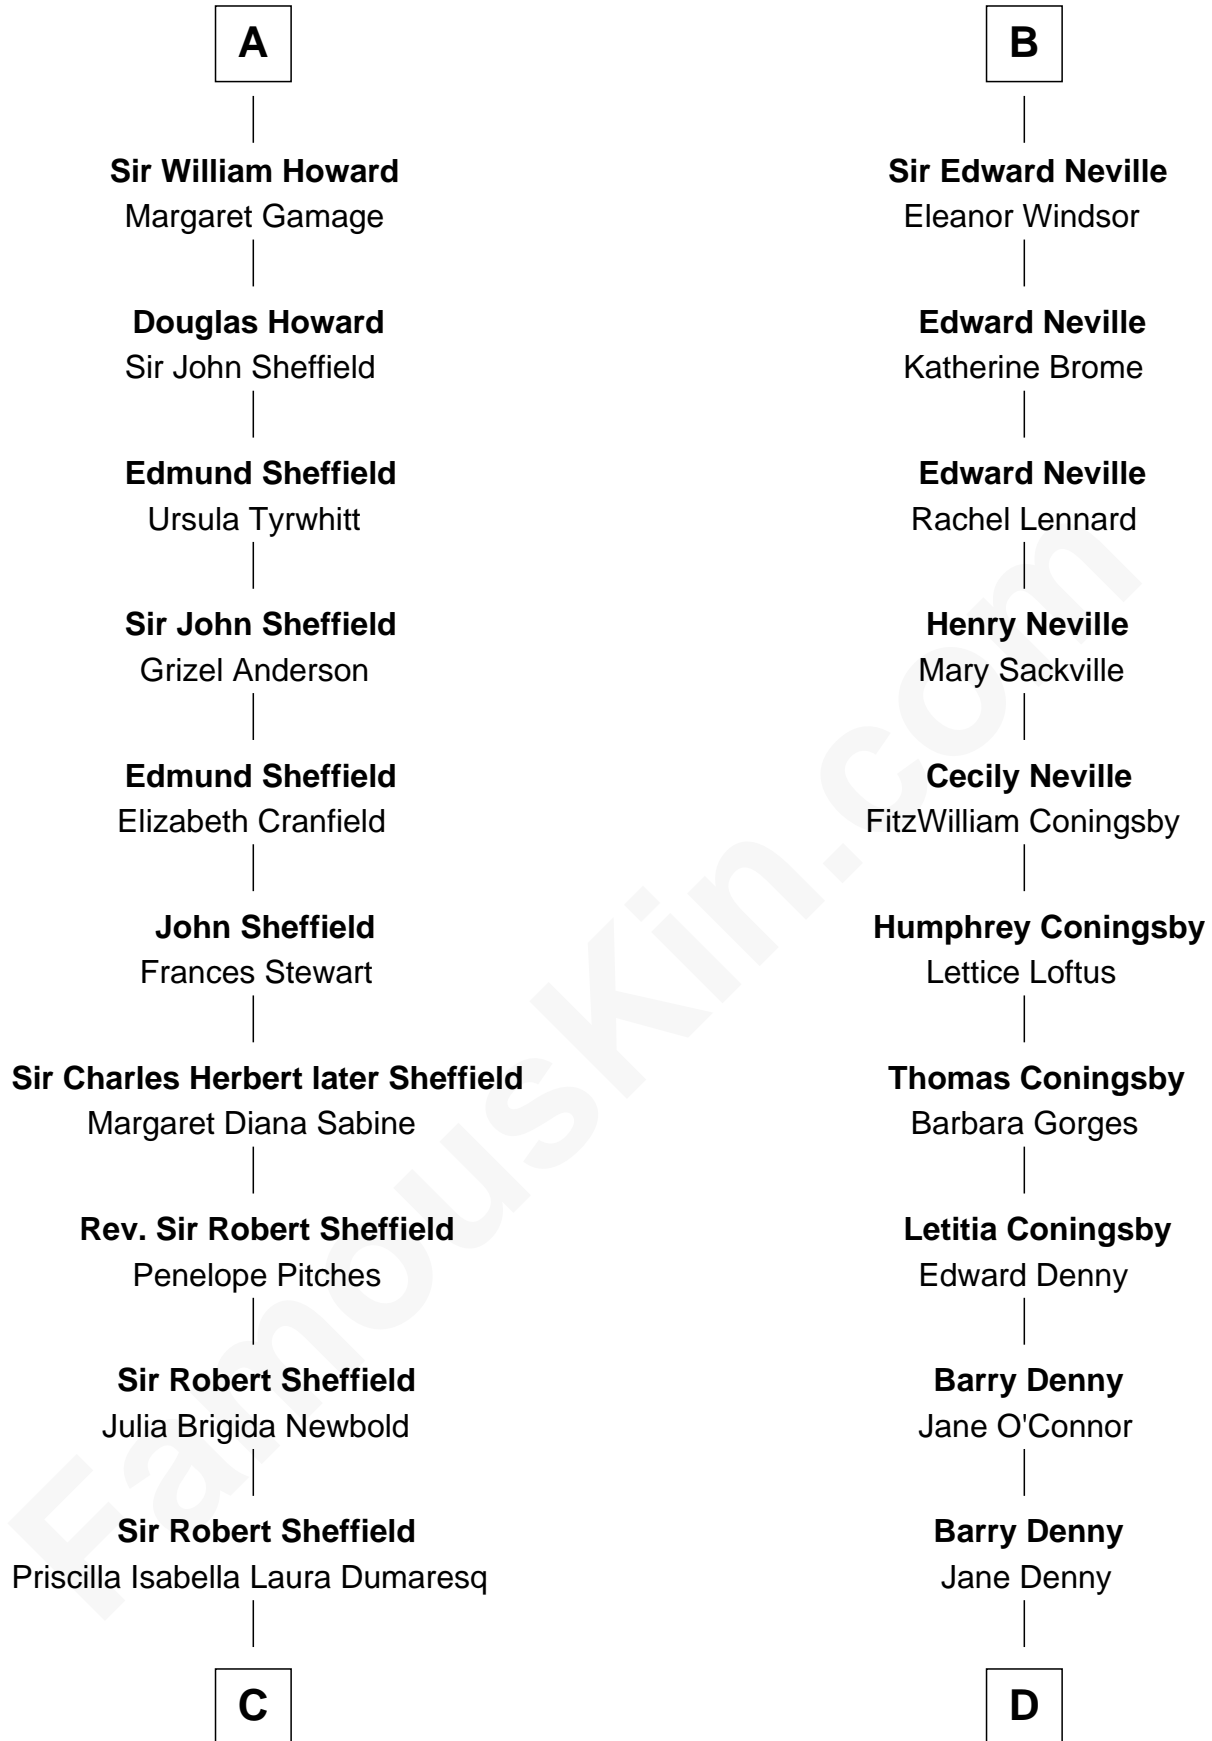 A
Sir William Howard
Margaret Gamage
Douglas Howard
Sir John Sheffield
Edmund Sheffield
Ursula Tyrwhitt
Sir John Sheffield
Grizel Anderson
Edmund Sheffield
Elizabeth Cranfield
John Sheffield
Frances Stewart
Sir Charles Herbert later Sheffield
Margaret Diana Sabine
Rev. Sir Robert Sheffield
Penelope Pitches
Sir Robert Sheffield
Julia Brigida Newbold
Sir Robert Sheffield
Priscilla Isabella Laura Dumaresq
C
B
Sir Edward Neville
Eleanor Windsor
Edward Neville
Katherine Brome
Edward Neville
Rachel Lennard
Henry Neville
Mary Sackville
Cecily Neville
FitzWilliam Coningsby
Humphrey Coningsby
Lettice Loftus
Thomas Coningsby
Barbara Gorges
Letitia Coningsby
Edward Denny
Barry Denny
Jane O'Connor
Barry Denny
Jane Denny
D
FamousKin.com